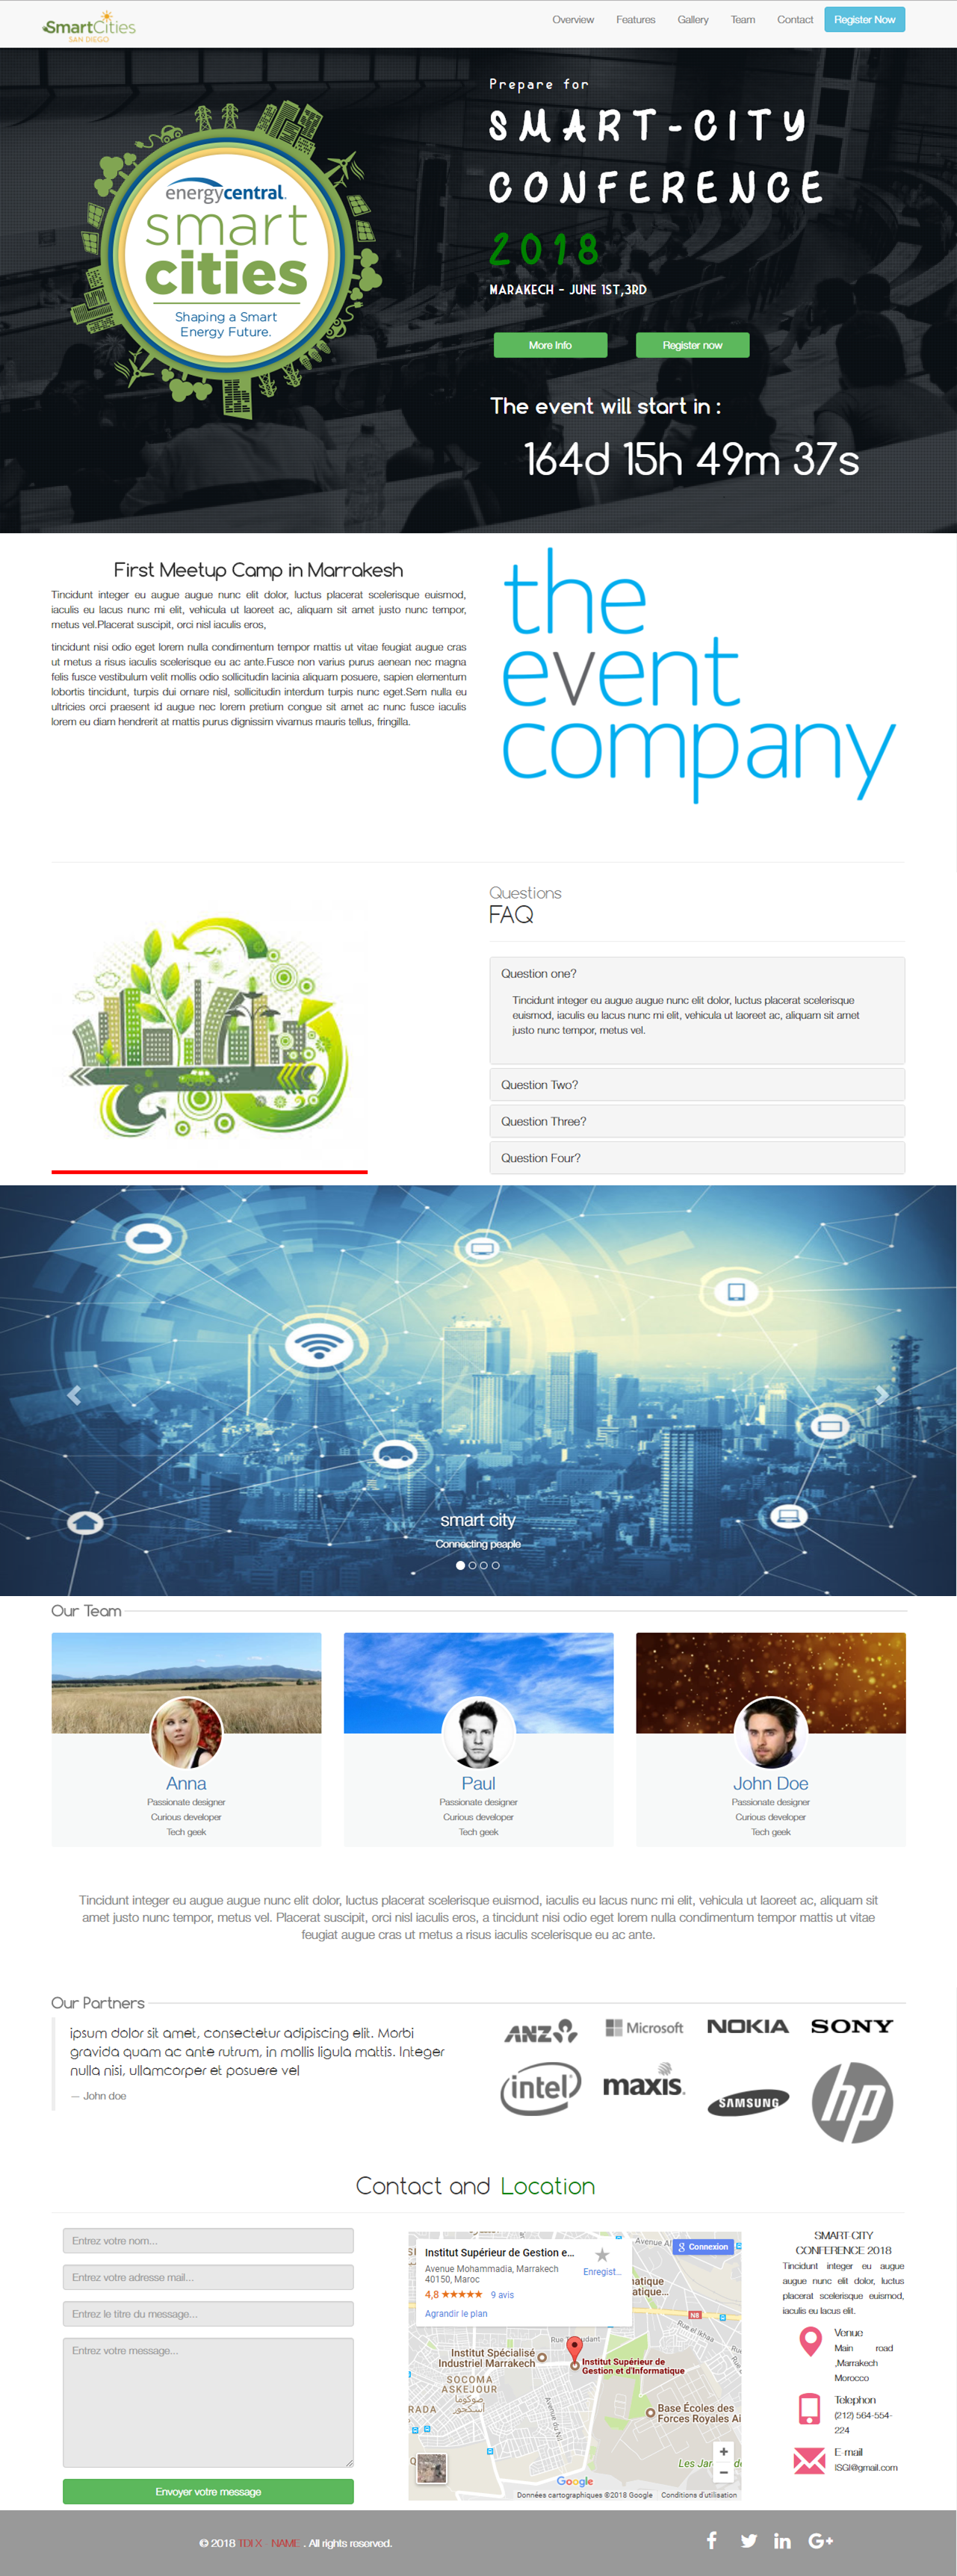 SmartCities
SAN DIEGO
Overview Features Gallery Team Contact Register Now
Prepare for
SMART-CITY
CONFERENCE
2018
MARAKECH - JUNE 1ST,3RD
energycentral.
smart
cities
Shaping a Smart
Energy Future.
More Info Register now
The event will start in :
164d 15h 49m 37s
First Meetup Camp in Marrakesh
Tincidunt integer eu augue augue nunc elit dolor, luctus placerat scelerisque euismod,
iaculis eu lacus nunc mi elit, vehicula ut laoreet ac, aliquam sit amet justo nunc tempor,
metus vel.Placerat suscipit, orci nisl iaculis eros,
tincidunt nisi odio eget lorem nulla condimentum tempor mattis ut vitae feugiat augue cras
ut metus a risus iaculis scelerisque eu ac ante.Fusce non varius purus aenean nec magna
felis fusce vestibulum velit mollis odio sollicitudin lacinia aliquam posuere, sapien elementum
lobortis tincidunt, turpis dui ornare nisl, sollicitudin interdum turpis nunc eget.Sem nulla eu
ultricies orci praesent id augue nec lorem pretium congue sit amet ac nunc fusce iaculis
lorem eu diam hendrerit at mattis purus dignissim vivamus mauris tellus, fringilla.
the
event
company
Questions
FAQ
Question one?
Tincidunt integer eu augue augue nunc elit dolor, luctus placerat scelerisque
euismod, iaculis eu lacus nunc mi elit, vehicula ut laoreet ac, aliquam sit amet
justo nunc tempor, metus vel.
Question Two?
Question Three?
Question Four?
smart city
Connecting peaple
Our Team
Anna
Passionate designer
Curious developer
Tech geek
Paul
Passionate designer
Curious developer
Tech geek
John Doe
Passionate designer
Curious developer
Tech geek
Tincidunt integer eu augue augue nunc elit dolor, luctus placerat scelerisque euismod, iaculis eu lacus nunc mi elit, vehicula ut laoreet ac, aliquam sit
amet justo nunc tempor, metus vel. Placerat suscipit, orci nisl iaculis eros, a tincidunt nisi odio eget lorem nulla condimentum tempor mattis ut vitae
feugiat augue cras ut metus a risus iaculis scelerisque eu ac ante.
Our Partners
ipsum dolor sit amet, consectetur adipiscing elit. Morbi
gravida quam ac ante rutrum, in mollis ligula mattis. Integer
nulla nisi, ullamcorper et posuere vel
— John doe
ANZ Microsoft NOKIA SONY
intel maxis. SAMSUNG hp
Contact and Location
Entrez votre nom...
Entrez votre adresse mail...
Entrez le titre du message...
Entrez votre message...
Envoyer votre message
Institut Supérieur de Gestion e...
Avenue Mohammadia, Marrakech
40150, Maroc
4,8 ★★★★★ 9 avis
Agrandir le plan
Enregist...
Connexion
Avenue Al
atique
atique...
N8
Rue el Ikhaa
Institut Spécialisé
Industriel Marrakech
Institut Supérieur de
Gestion et d'Informatique
SOCOMA
ASKEJOUR
صوكوما
أسكجور
RADA
Base Écoles des
Forces Royales Ai
Les Jar
Google
Données cartographiques ©2018 Google Conditions d'utilisation
SMART-CITY
CONFERENCE 2018
Tincidunt integer eu augue
augue nunc elit dolor, luctus
placerat scelerisque euismod,
iaculis eu lacus elit.
Venue
Main road
,Marrakech
Morocco
Telephon
(212) 564-554-
224
E-mail
ISGI@gmail.com
© 2018 TDI X - NAME . All rights reserved.
f in G+